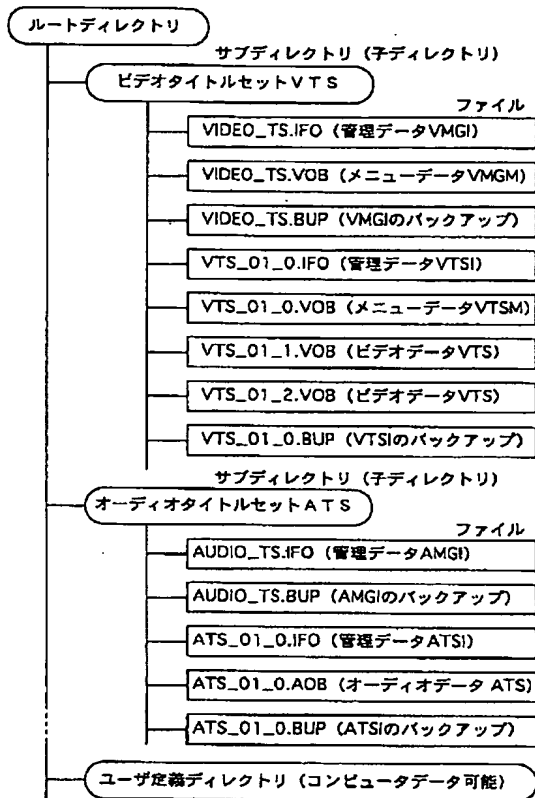 ルートディレクトリ
サブディレクトリ（子ディレクトリ）
ビデオタイトルセットVTS
ファイル
VIDEO_TS.IFO（管理データVMGI）
VIDEO_TS.VOB（メニューデータVMGM）
VIDEO_TS.BUP（VMGIのバックアップ）
VTS_01_0.IFO（管理データVTSI）
VTS_01_0.VOB（メニューデータVTSM）
VTS_01_1.VOB（ビデオデータVTS）
VTS_01_2.VOB（ビデオデータVTS）
VTS_01_0.BUP（VTSIのバックアップ）
サブディレクトリ（子ディレクトリ）
オーディオタイトルセットATS
ファイル
AUDIO_TS.IFO（管理データAMGI）
AUDIO_TS.BUP（AMGIのバックアップ）
ATS_01_0.IFO（管理データATSI）
ATS_01_0.AOB（オーディオデータ ATS）
ATS_01_0.BUP（ATSIのバックアップ）
ユーザ定義ディレクトリ（コンピュータデータ可能）